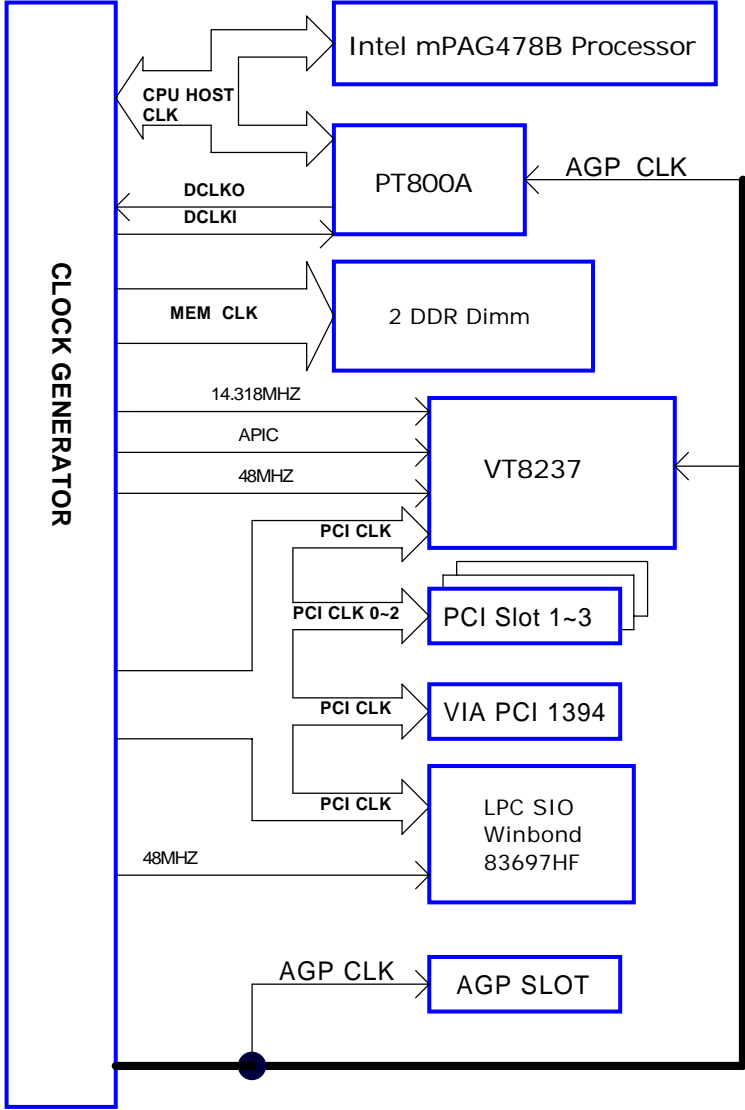 Intel mPAG478B Processor
CPU HOST
CLK
PT800A
AGP CLK
DCLKO
DCLKI
CLOCK GENERATOR
MEM CLK
2 DDR Dimm
14.318MHZ
APIC
VT8237
48MHZ
PCI CLK
PCI CLK 0~2
PCI Slot 1~3
PCI CLK
VIA PCI 1394
PCI CLK
LPC SIO
Winbond
83697HF
48MHZ
AGP CLK
AGP SLOT